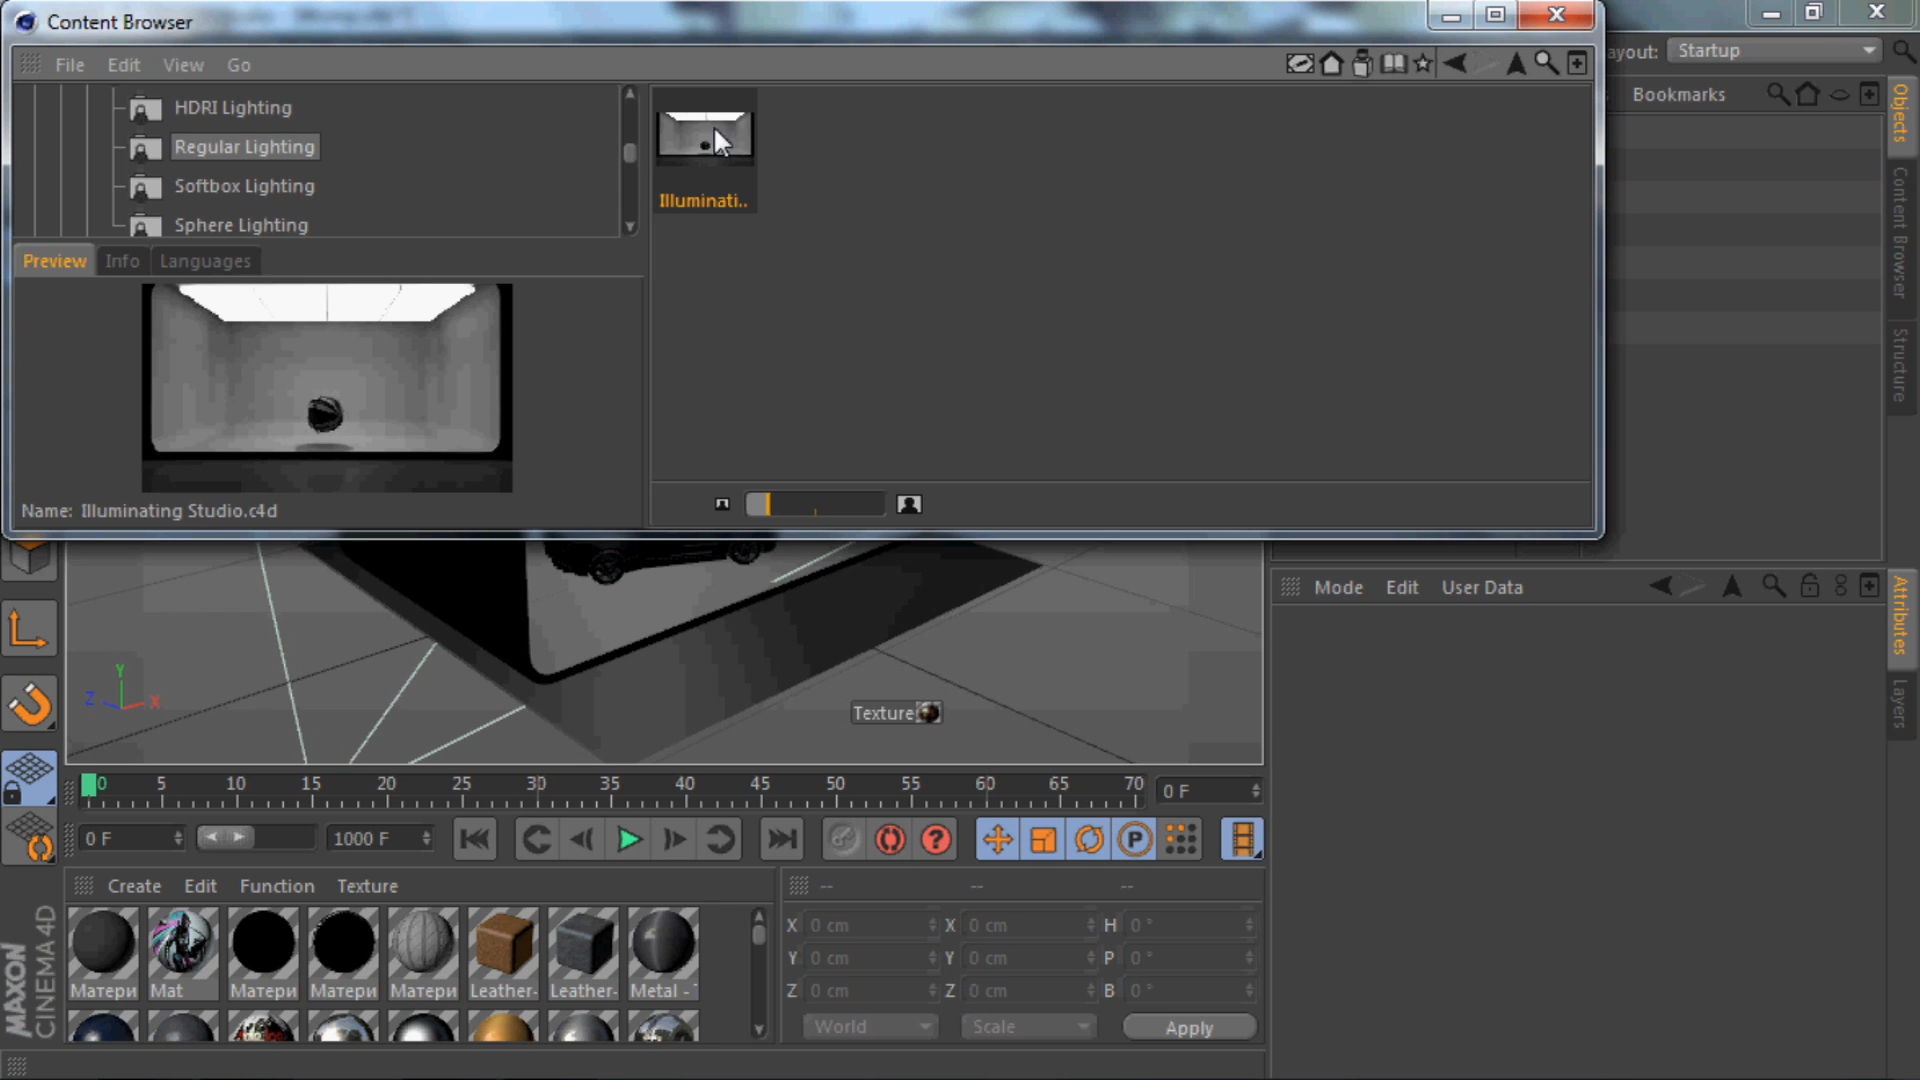 Content Browser
File Edit View Go
HDRI Lighting
Regular Lighting
Softbox Lighting
Sphere Lighting
Illuminati..
Preview Info Languages
Name: Illuminating Studio.c4d
ayout: Startup
Bookmarks
Objects
Content Browser
Structure
Mode Edit User Data
Attributes
Layers
Y
Z X
Texture
0 5 10 15 20 25 30 35 40 45 50 55 60 65 70 0 F
0 F 1000 F
P
Create Edit Function Texture
-- -- --
Матери Mat Матери Матери Матери Leather- Leather- Metal -
X 0 cm X 0 cm H 0 °
Y 0 cm Y 0 cm P 0 °
Z 0 cm Z 0 cm B 0 °
World Scale Apply
MAXON
CINEMA 4D